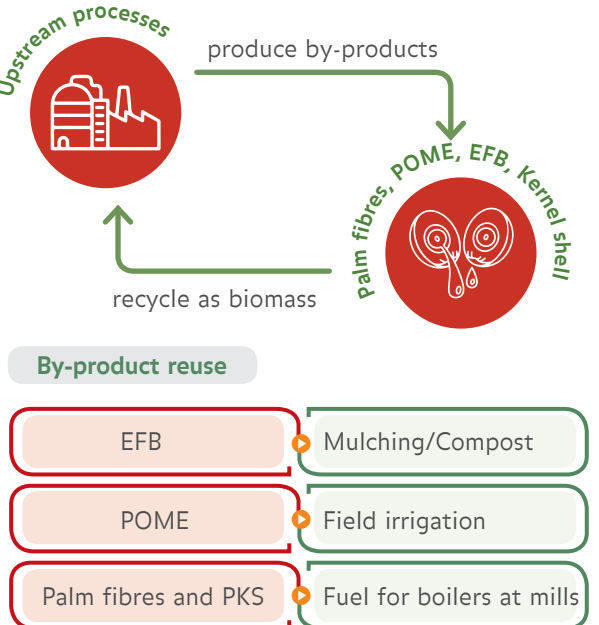 Upstream processes
produce by-products
Palm fibres, POME, EFB, Kernel shell
recycle as biomass
By-product reuse
EFB
Mulching/Compost
POME
Field irrigation
Palm fibres and PKS
Fuel for boilers at mills